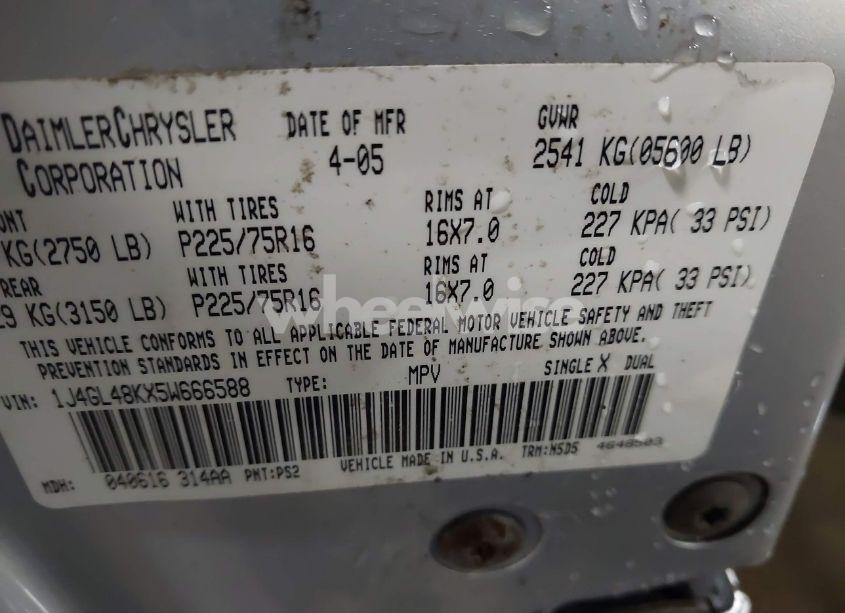 DAIMLERCHRYSLER CORPORATION
DATE OF MFR 4-05
GVWR 2541 KG(05600 LB)
WITH TIRES RIMS AT COLD
KG(2750 LB) P225/75R16 16X7.0 227 KPA( 33 PSI)
REAR WITH TIRES RIMS AT COLD
9 KG(3150 LB) P225/75R16 16X7.0 227 KPA( 33 PSI)
wheelwise
THIS VEHICLE CONFORMS TO ALL APPLICABLE FEDERAL MOTOR VEHICLE SAFETY AND THEFT
PREVENTION STANDARDS IN EFFECT ON THE DATE OF MANUFACTURE SHOWN ABOVE.
VIN: 1J4GL48KX5W666588 TYPE: MPV SINGLE X DUAL
MDH: 040616 314AA PNT:PS2 VEHICLE MADE IN U.S.A. TRM:M5D5 4648503